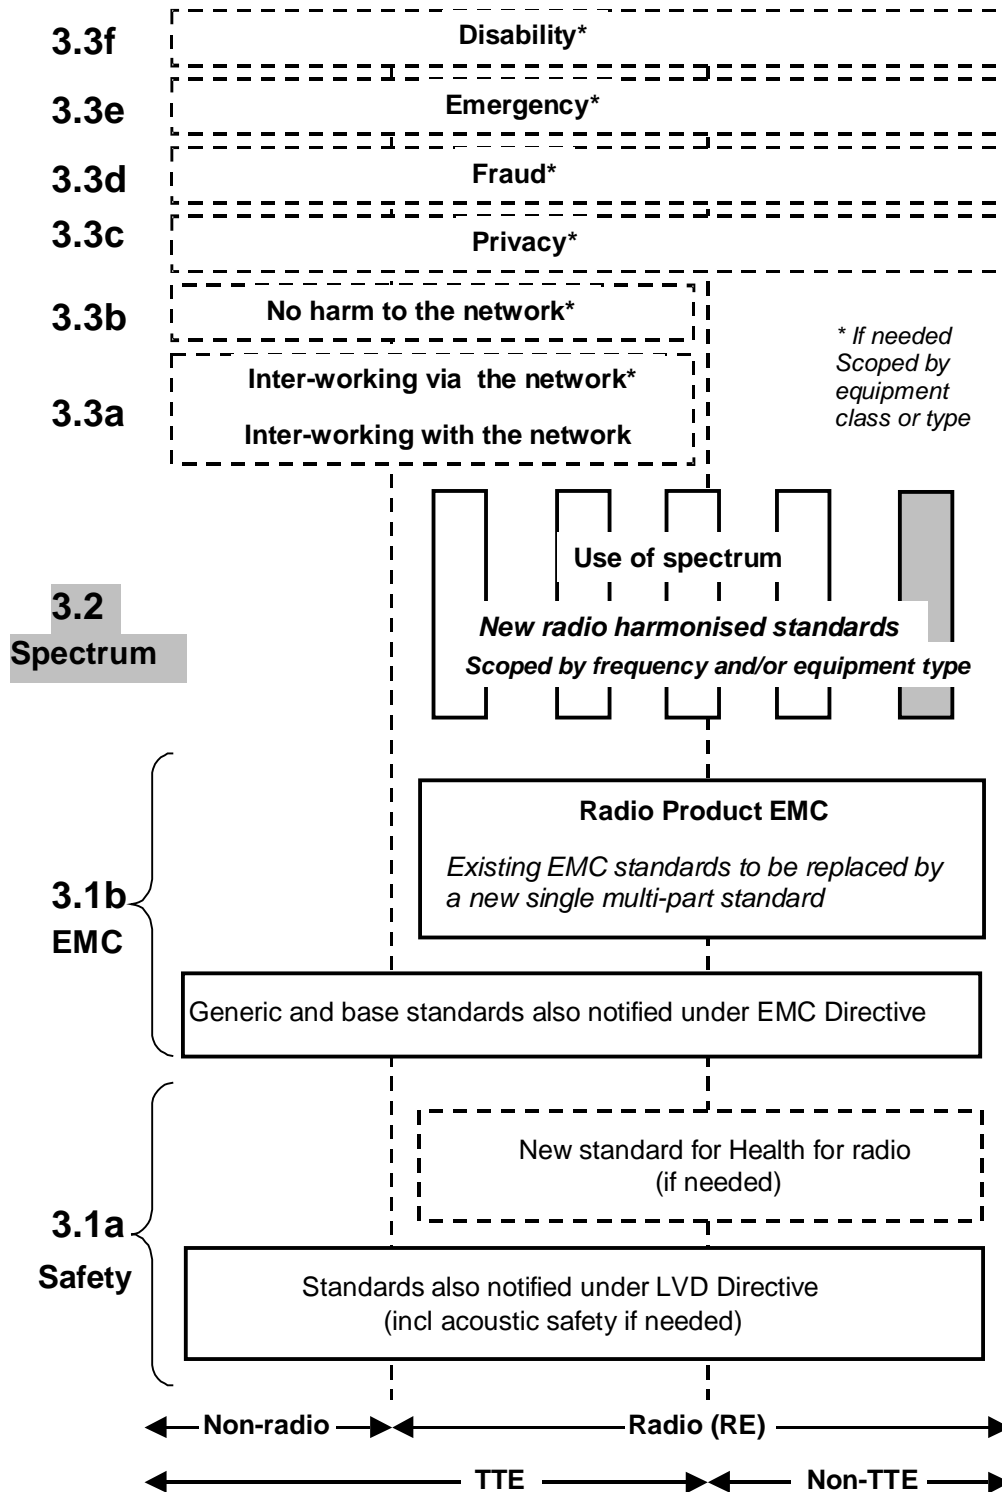 3.3f
Disability*
3.3e
Emergency*
3.3d
Fraud*
3.3c
Privacy*
3.3b
No harm to the network*
* If needed
Scoped by
equipment
class or type
3.3a
Inter-working via the network*
Inter-working with the network
3.2
Spectrum
Use of spectrum
New radio harmonised standards
Scoped by frequency and/or equipment type
3.1b
EMC
Radio Product EMC
Existing EMC standards to be replaced by
a new single multi-part standard
Generic and base standards also notified under EMC Directive
3.1a
Safety
New standard for Health for radio
(if needed)
Standards also notified under LVD Directive
(incl acoustic safety if needed)
Non-radio
Radio (RE)
TTE
Non-TTE